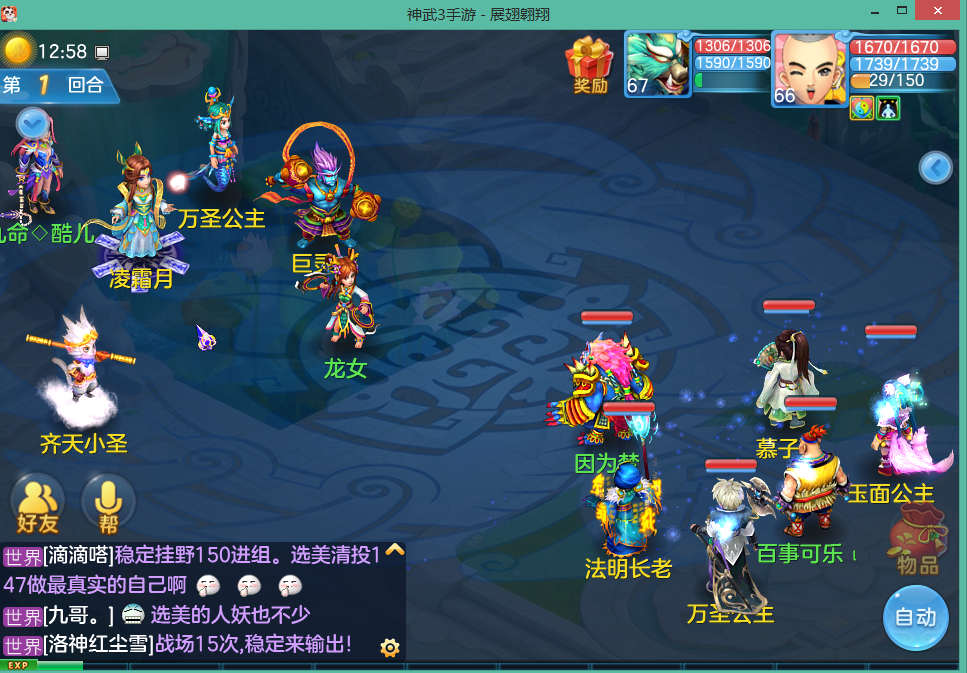 神武3手游 - 展翅翱翔
12:58
第 1 回合
奖励
67
1306/1306
1590/1590
66
1670/1670
1739/1739
29/150
命◇酷儿
万圣公主
凌霜月
巨灵
龙女
齐天小圣
因为梦
慕子
玉面公主
法明长老
百事可乐
万圣公主
好友
帮
物品
自动
世界[滴滴嗒]稳定挂野150进组。选美清投1
47做最真实的自己啊
世界[九哥。] 选美的人妖也不少
世界[洛神红尘雪]战场15次,稳定来输出!
EXP